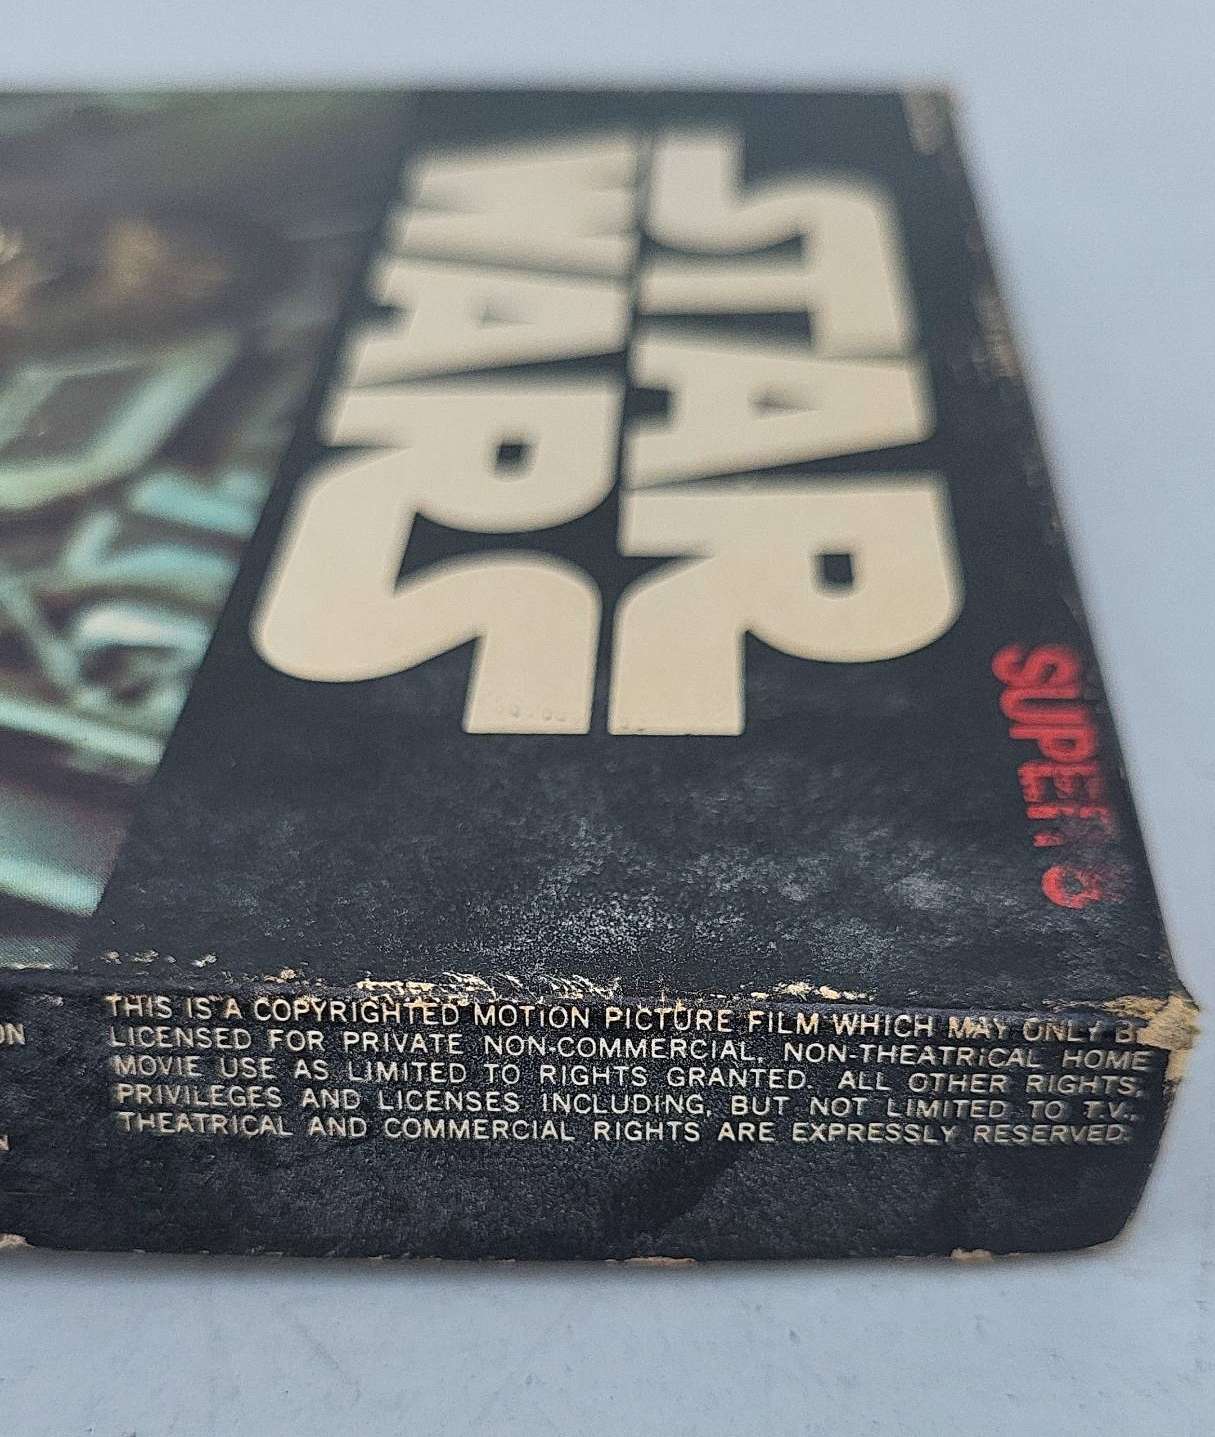 STAR
WARS
SUPER 8
ON
THIS IS A COPYRIGHTED MOTION PICTURE FILM WHICH MAY ONLY BE
LICENSED FOR PRIVATE NON-COMMERCIAL, NON-THEATRICAL HOME
MOVIE USE AS LIMITED TO RIGHTS GRANTED. ALL OTHER RIGHTS,
PRIVILEGES AND LICENSES INCLUDING, BUT NOT LIMITED TO T.V.,
THEATRICAL AND COMMERCIAL RIGHTS ARE EXPRESSLY RESERVED.
N